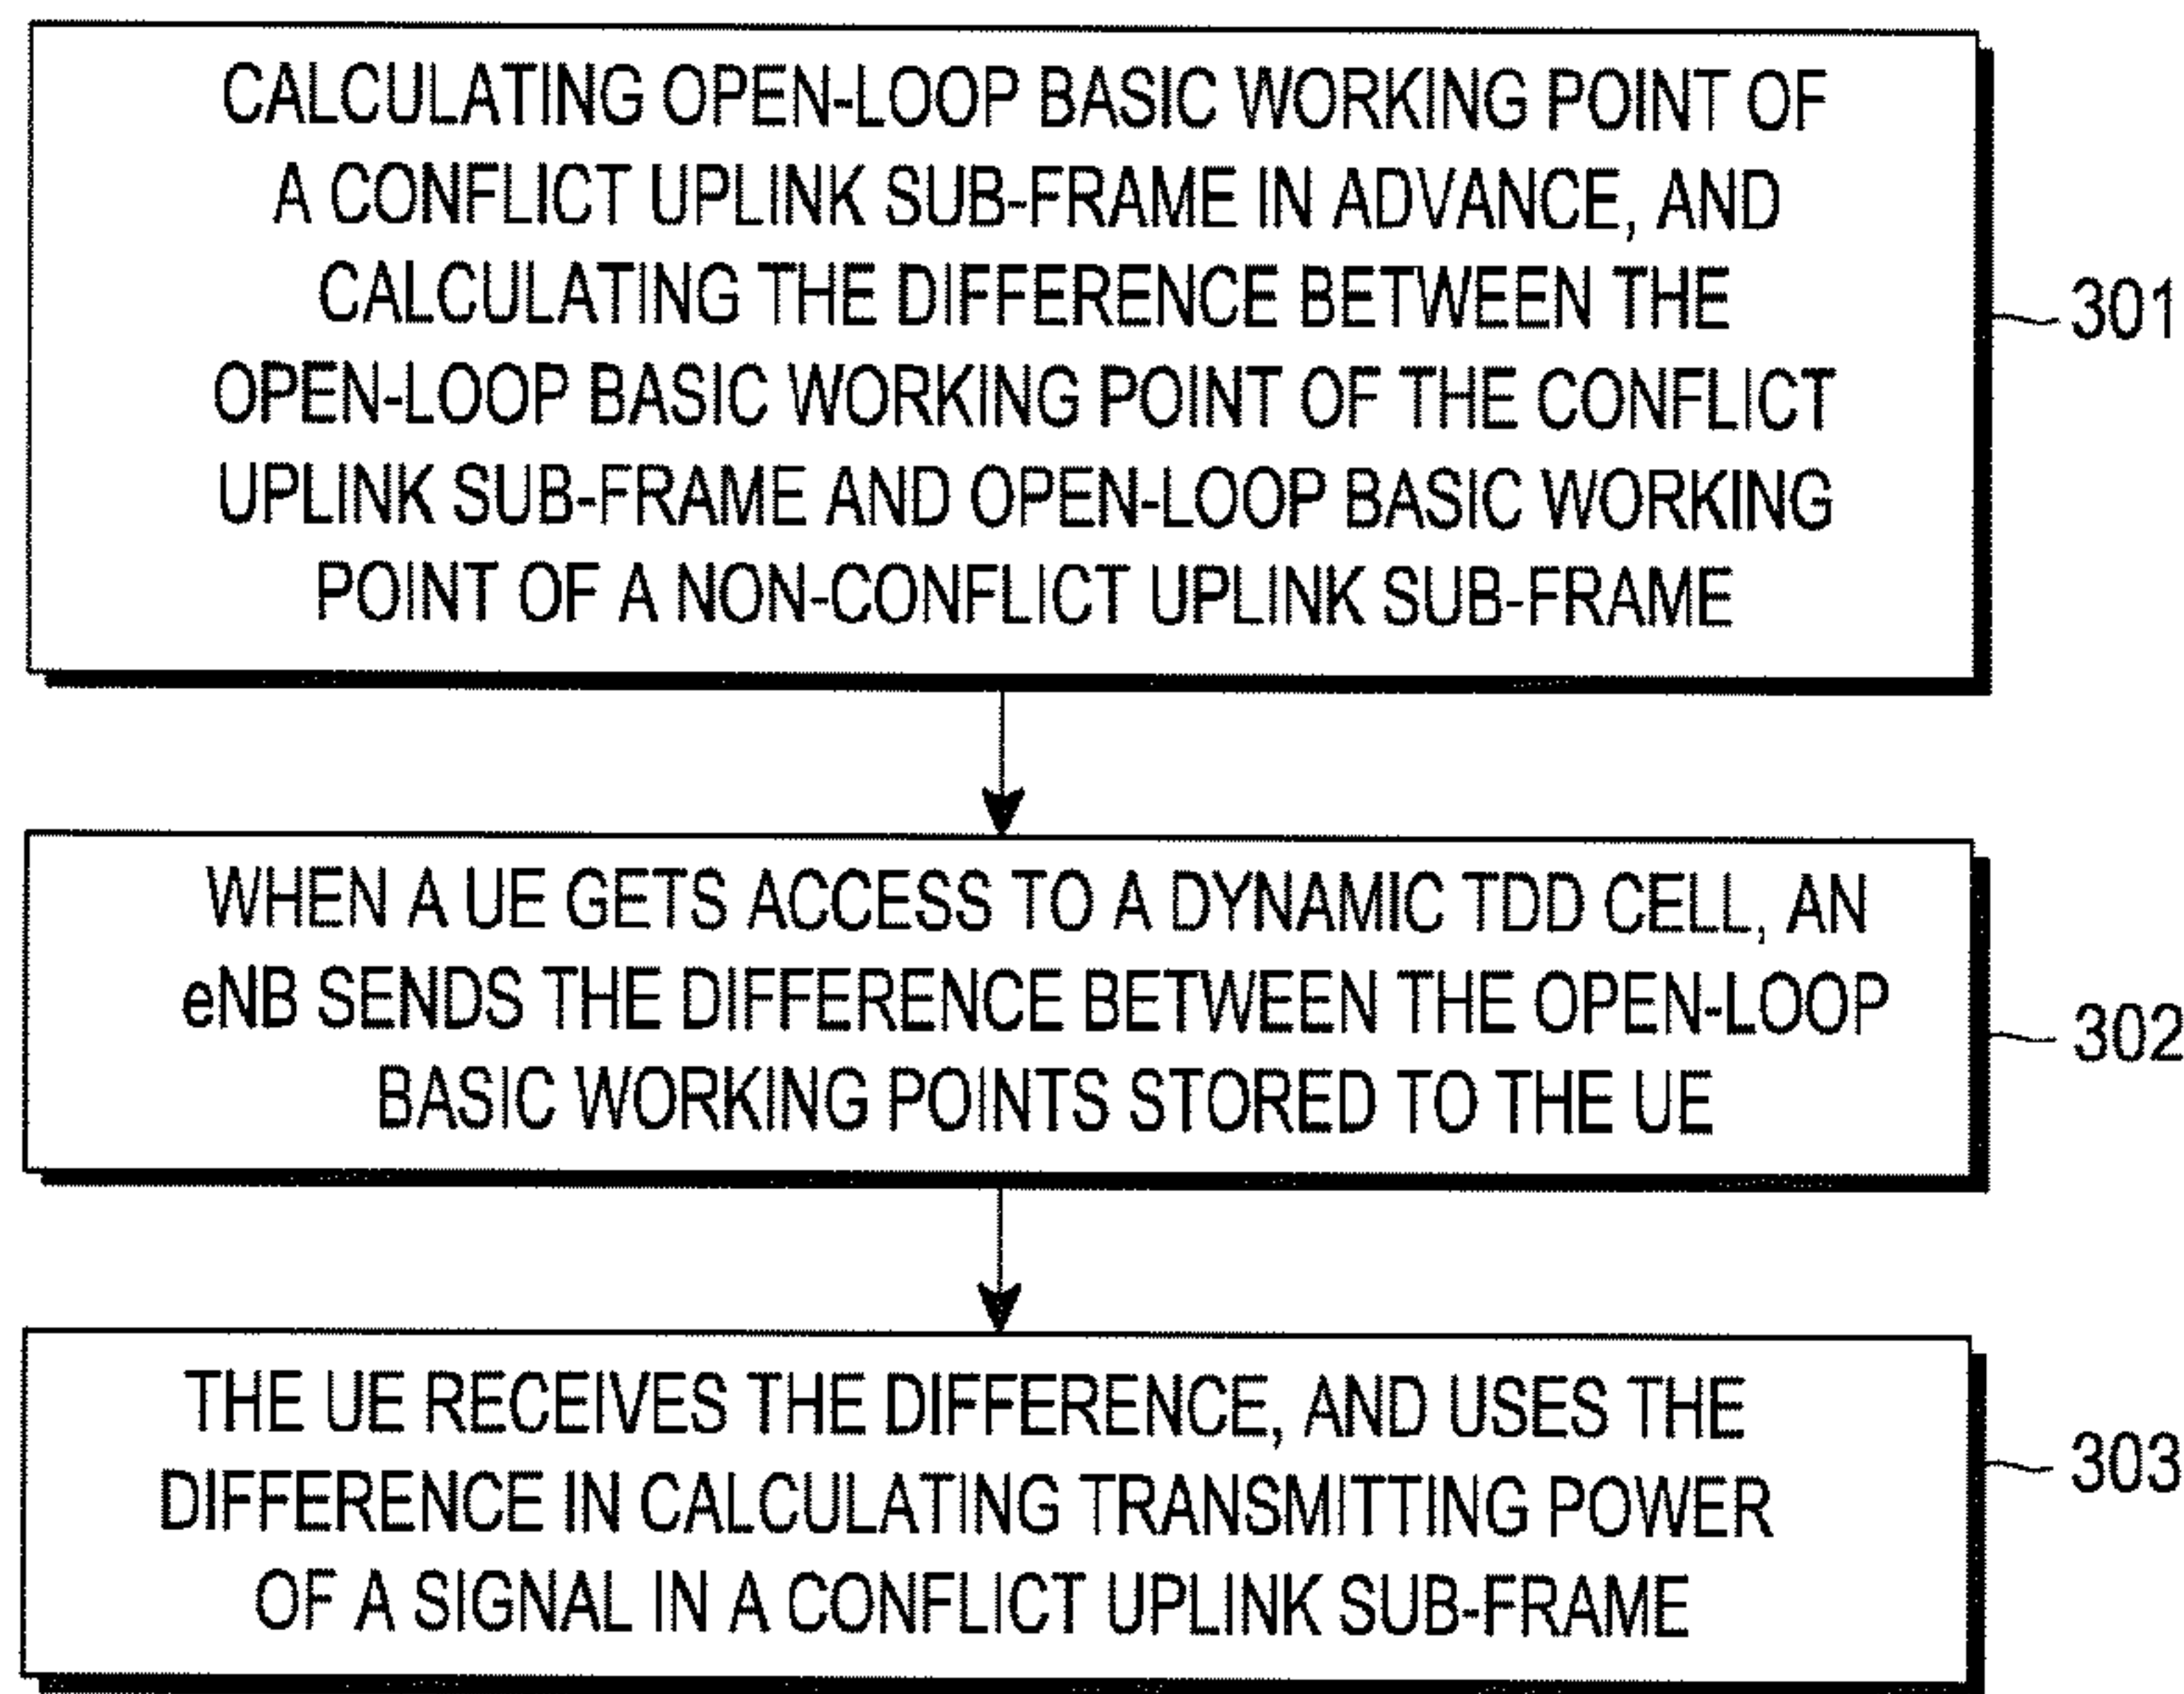 CALCULATING OPEN-LOOP BASIC WORKING POINT OF
A CONFLICT UPLINK SUB-FRAME IN ADVANCE, AND
CALCULATING THE DIFFERENCE BETWEEN THE
OPEN-LOOP BASIC WORKING POINT OF THE CONFLICT
UPLINK SUB-FRAME AND OPEN-LOOP BASIC WORKING
POINT OF A NON-CONFLICT UPLINK SUB-FRAME
301
WHEN A UE GETS ACCESS TO A DYNAMIC TDD CELL, AN
eNB SENDS THE DIFFERENCE BETWEEN THE OPEN-LOOP
BASIC WORKING POINTS STORED TO THE UE
302
THE UE RECEIVES THE DIFFERENCE, AND USES THE
DIFFERENCE IN CALCULATING TRANSMITTING POWER
OF A SIGNAL IN A CONFLICT UPLINK SUB-FRAME
303